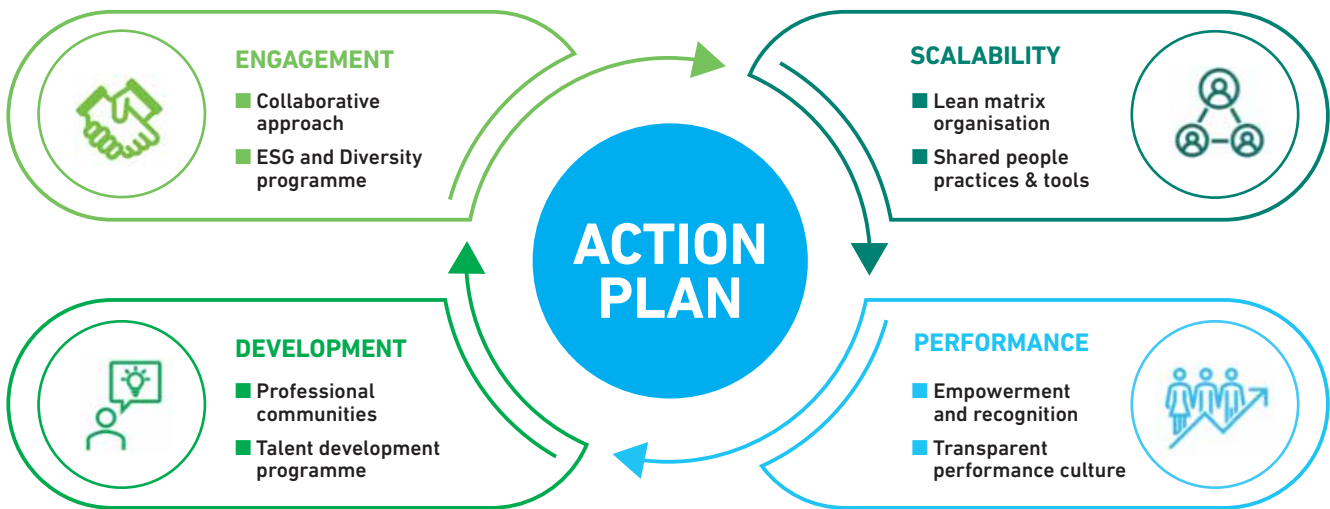 ENGAGEMENT
Collaborative
approach
ESG and Diversity
programme
SCALABILITY
Lean matrix
organisation
Shared people
practices & tools
ACTION
PLAN
DEVELOPMENT
Professional
communities
Talent development
programme
PERFORMANCE
Empowerment
and recognition
Transparent
performance culture